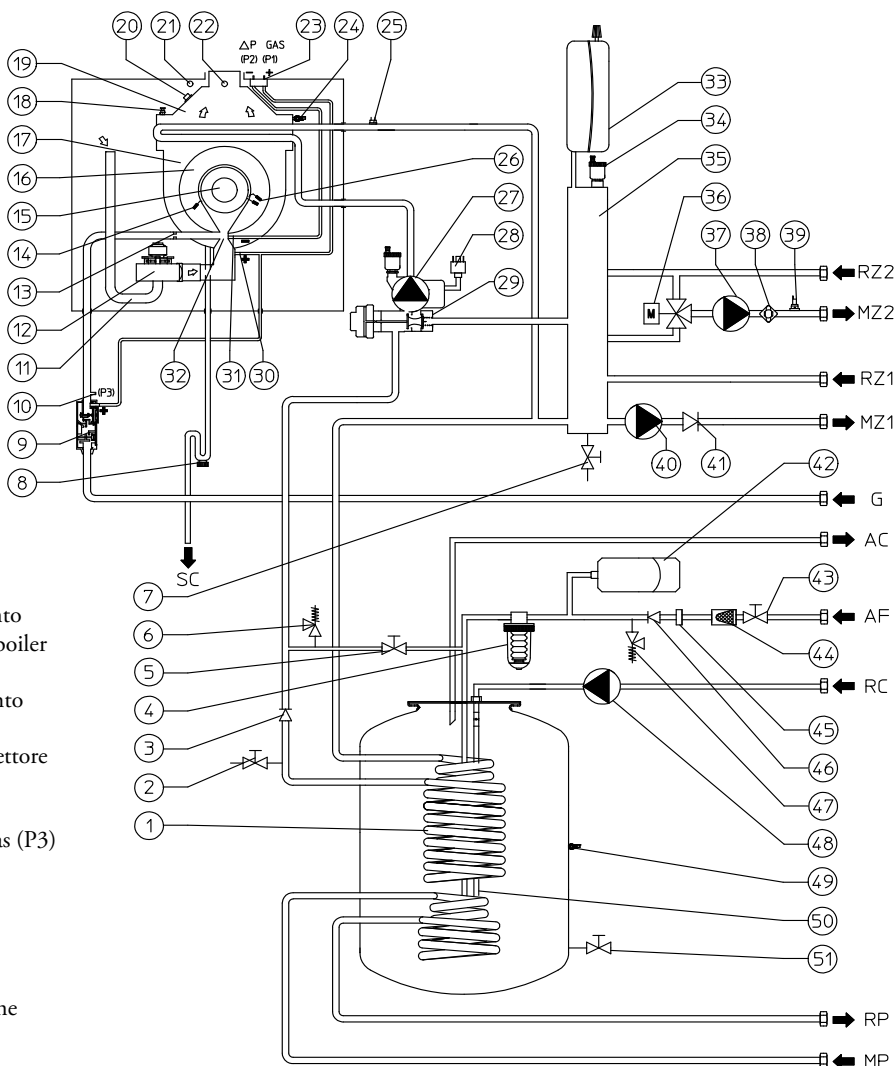 20 21 22 △P GAS 23 24 25
(P2) (P1)
- +
19
18
17
16
15
14
13
12
11
10 (P3)
+
9
8
26
27
28
29
- 
+
32 31 30
33
34
35
36
M
37 38 39
RZ2
MZ2
RZ1
MZ1
40 41
42
G
AC
SC
7
6
5
4
3
2
1
43
AF
44
RC
45
46
47
48
49
50
51
RP
MP
nto
boiler
nto
ettore
as (P3)
ne